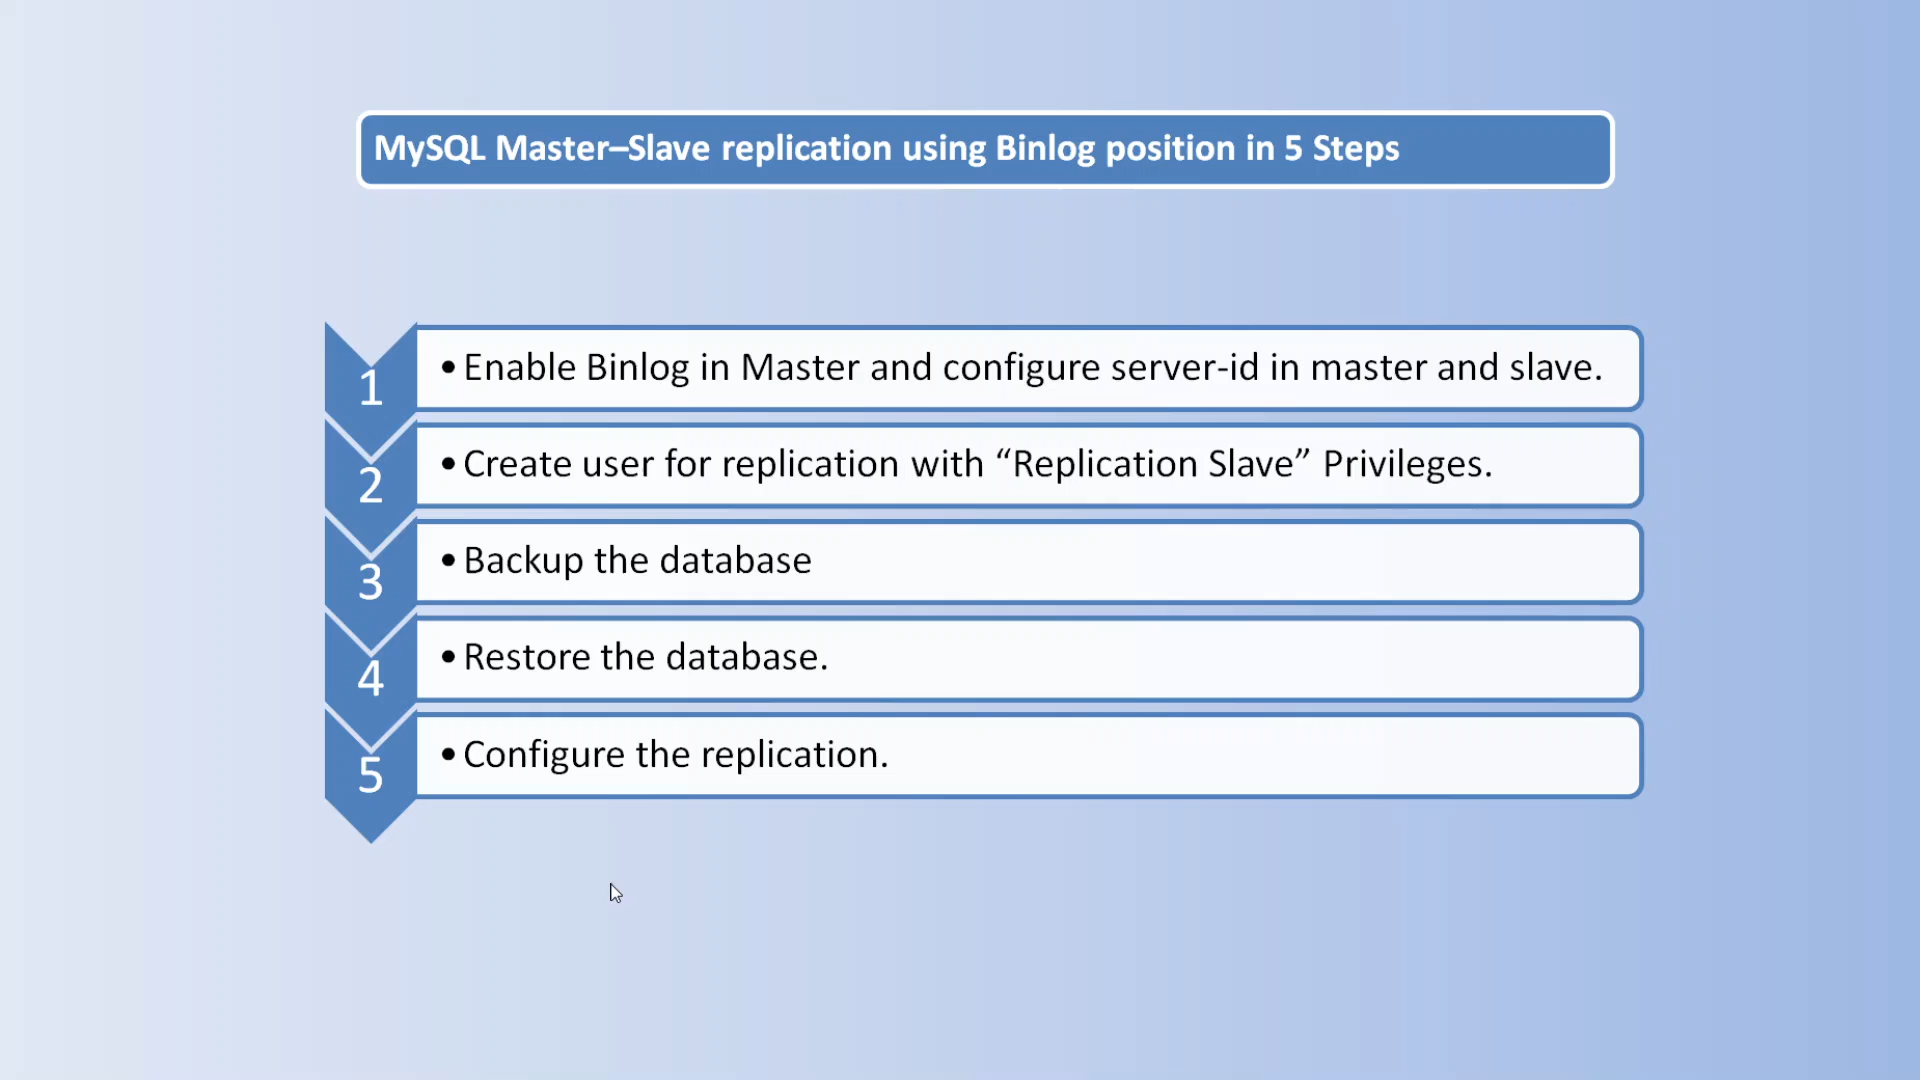 MySQL Master–Slave replication using Binlog position in 5 Steps
1
• Enable Binlog in Master and configure server-id in master and slave.
2
• Create user for replication with “Replication Slave” Privileges.
3
• Backup the database
4
• Restore the database.
5
• Configure the replication.